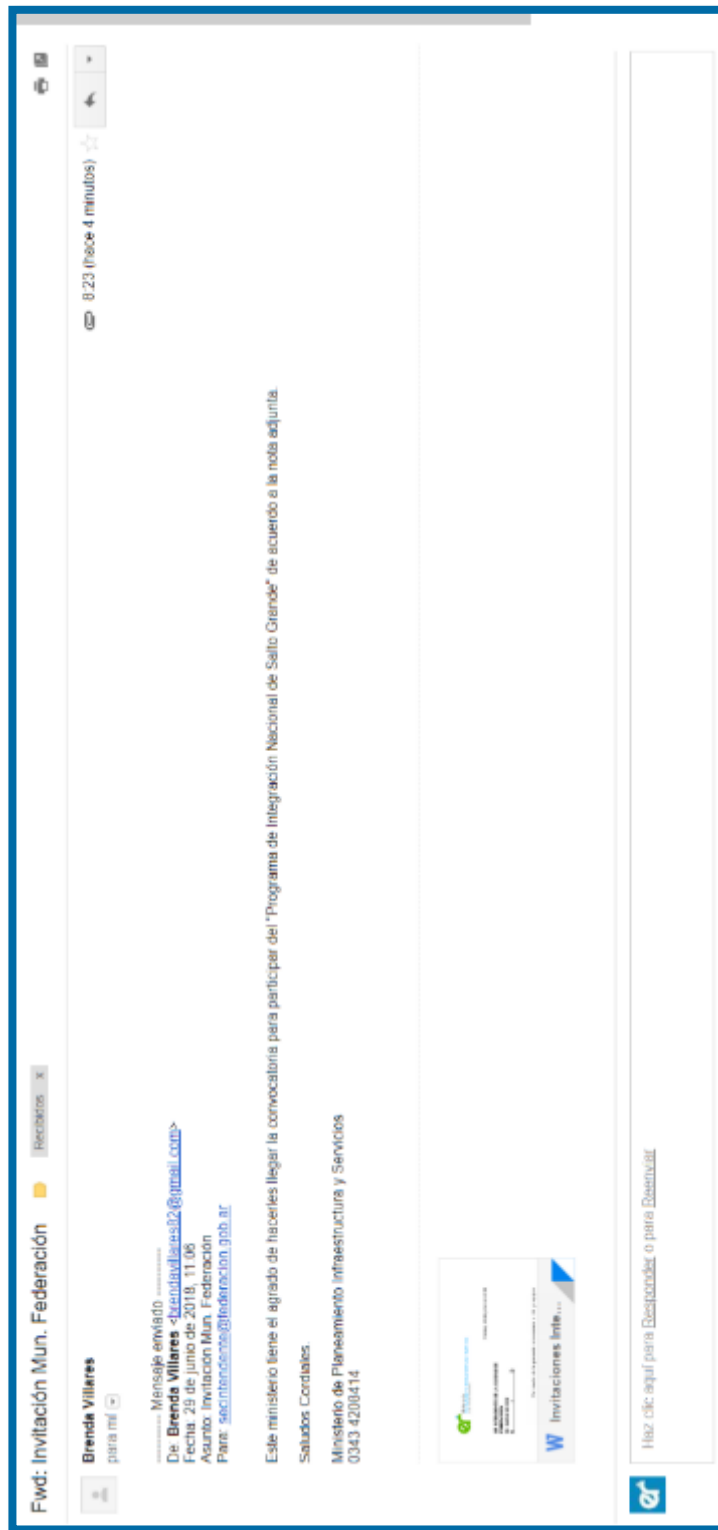 Fwd: Invitación Mun. Federación
Recibidos x
Brenda Villares
8:23 (hace 4 minutos)
para mí
---------- Mensaje enviado ----------
De: Brenda Villares <brendavillares82@gmail.com>
Fecha: 29 de junio de 2018, 11:06
Asunto: Invitación Mun. Federación
Para: secintendente@federacion.gob.ar
Este ministerio tiene el agrado de hacerles llegar la convocatoria para participar del "Programa de Integración Nacional de Salto Grande" de acuerdo a la nota adjunta.
Saludos Cordiales.
Ministerio de Planeamiento Infraestructura y Servicios
0343 4208414
er
W Invitaciones Inte...
er
Haz clic aquí para Responder o para Reenviar